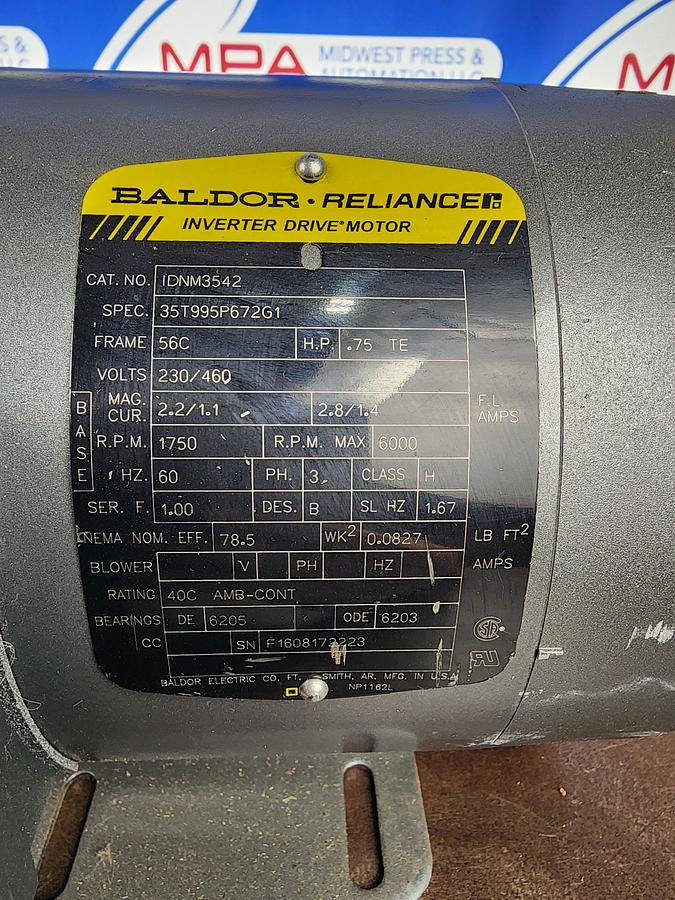 S &
LLC
MPA
MIDWEST PRESS &
AUTOMATION LLC
M
BALDOR · RELIANCE
INVERTER DRIVE* MOTOR
CAT. NO. IDNM3542
SPEC. 35T995P672G1
FRAME 56C H.P. .75 TE
VOLTS 230/460
BASE
MAG. CUR. 2.2/1.1 2.8/1.4 F.L. AMPS
R.P.M. 1750 R.P.M. MAX 6000
HZ. 60 PH. 3 CLASS H
SER. F. 1.00 DES. B SL HZ 1.67
NEMA NOM. EFF. 78.5 WK2 0.0827 LB FT2
BLOWER V PH HZ AMPS
RATING 40C AMB-CONT
BEARINGS DE 6205 ODE 6203
CC SN F1608172223
BALDOR ELECTRIC CO. FT. SMITH, AR. MFG. IN U.S.A.
NP1162L